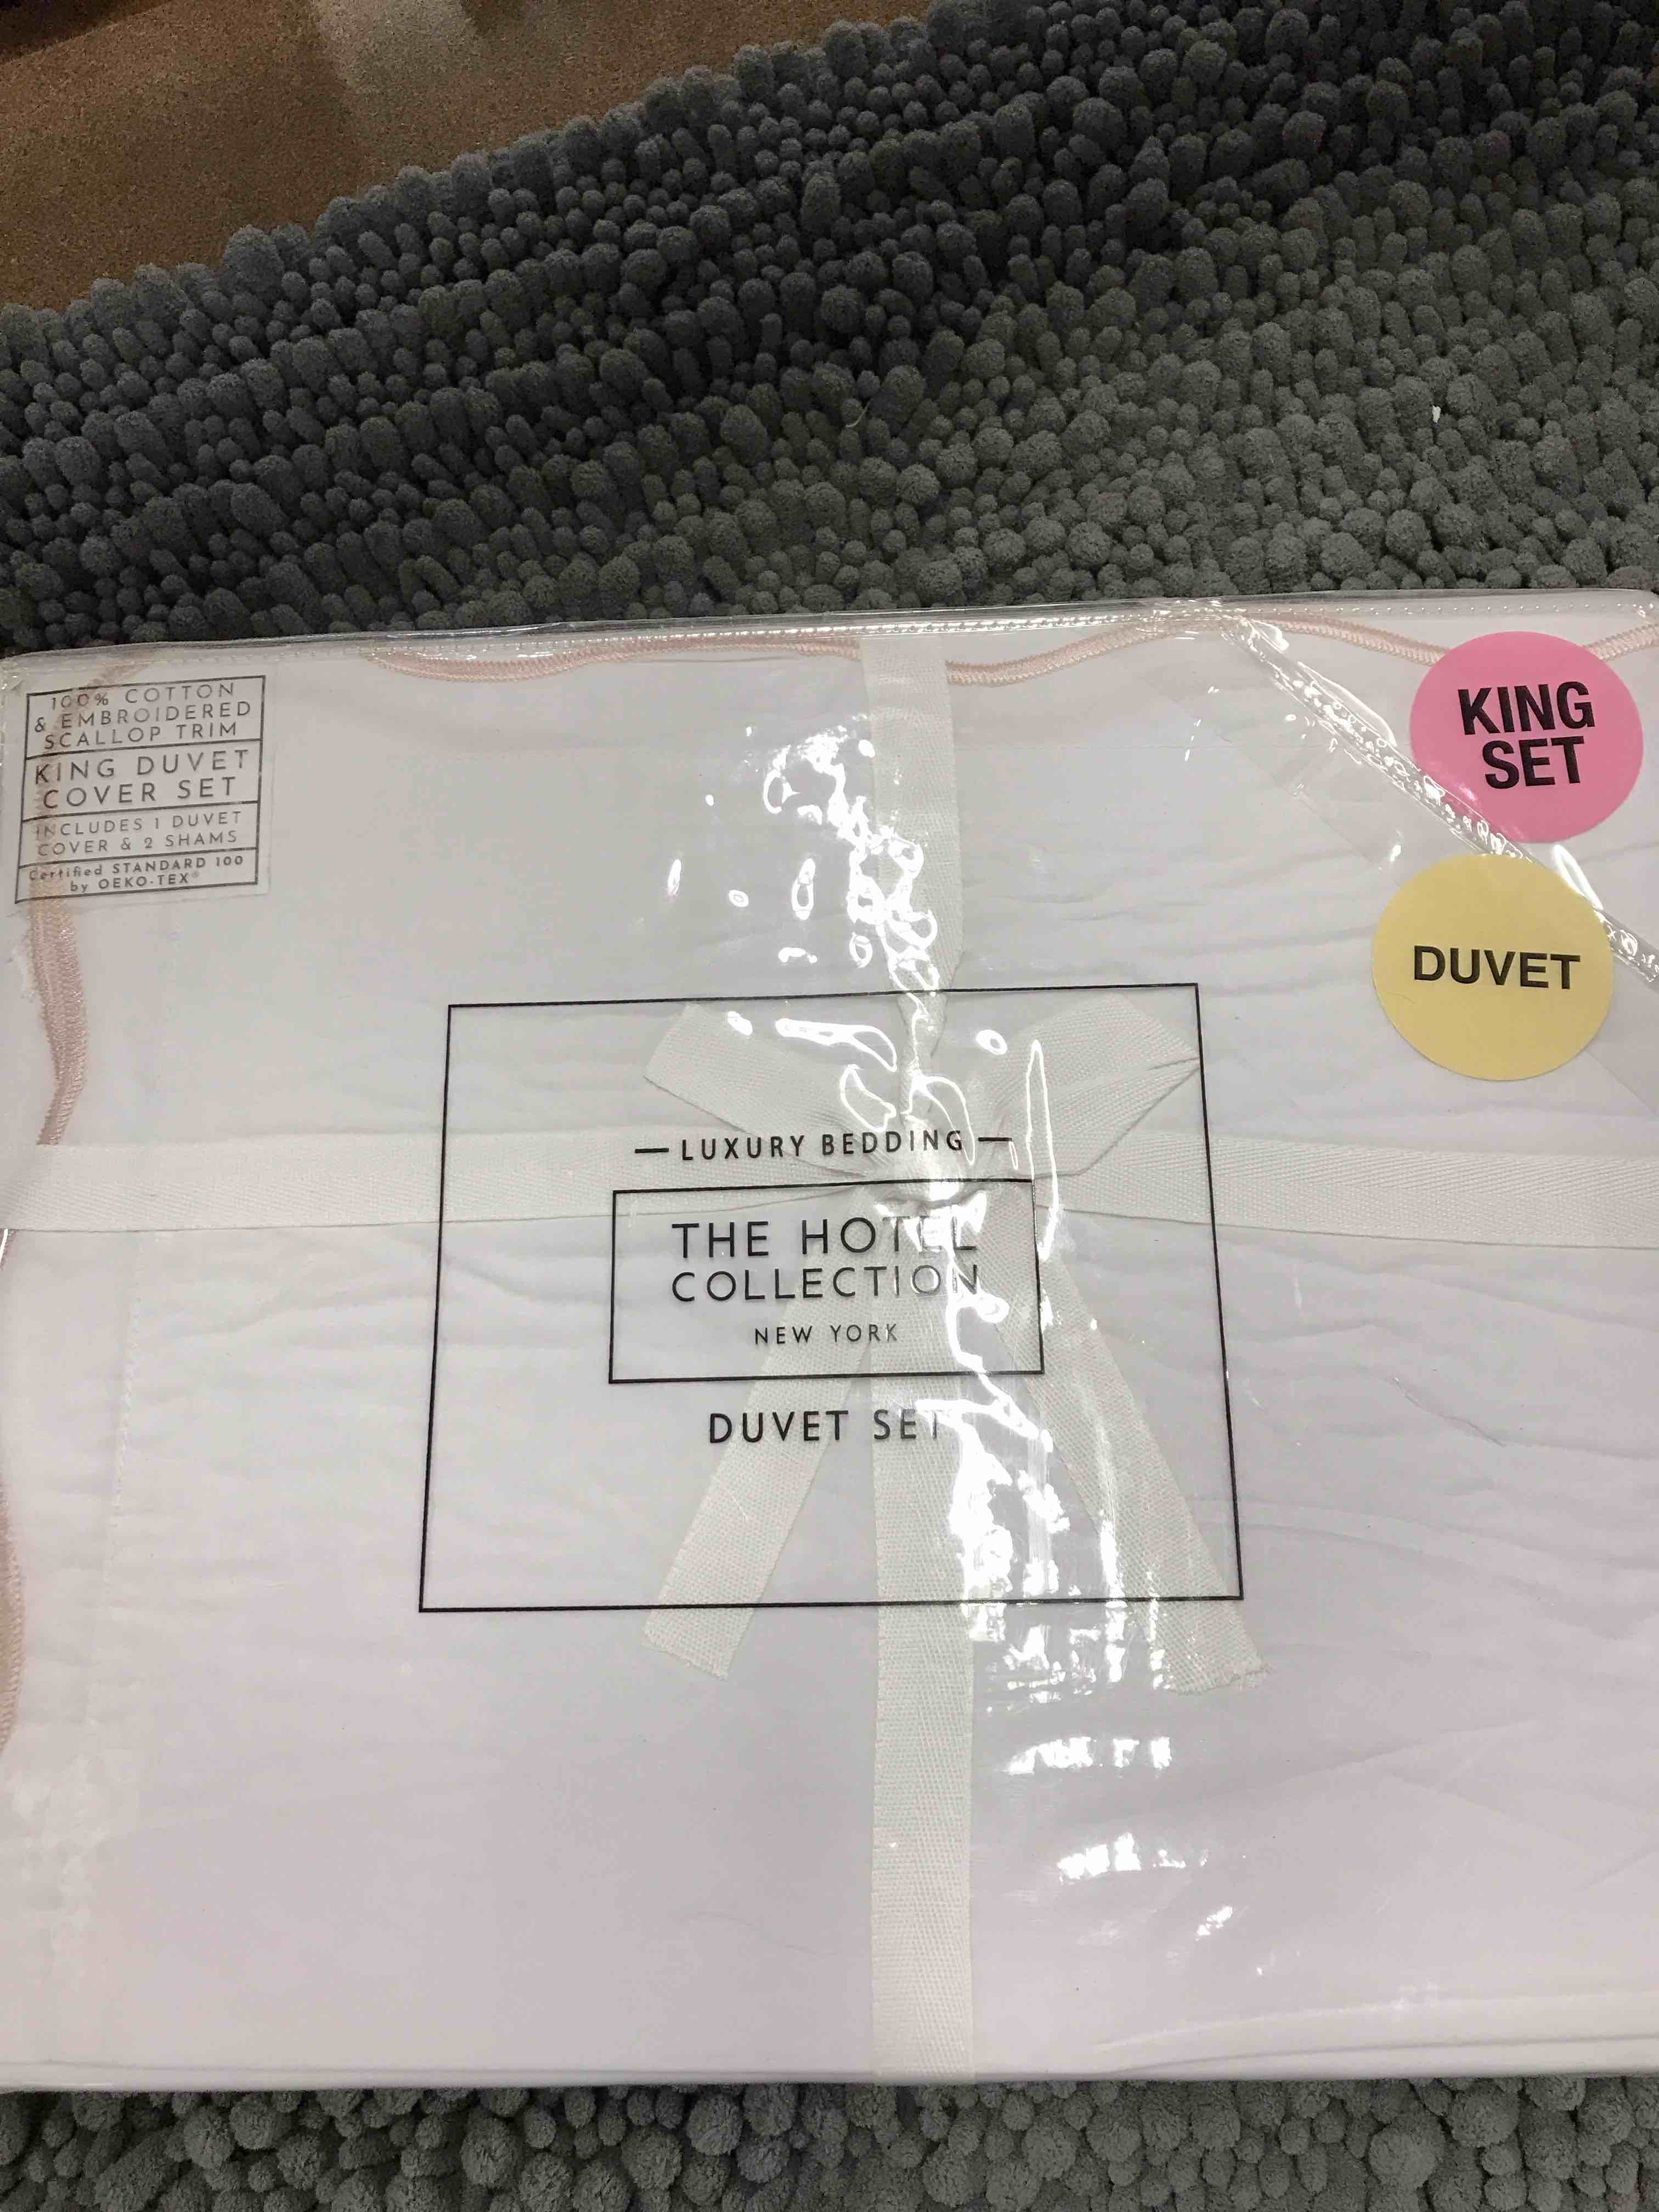 100% COTTON
& EMBROIDERED
SCALLOP TRIM
KING DUVET
COVER SET
INCLUDES 1 DUVET
COVER & 2 SHAMS
Certified STANDARD 100
by OEKO-TEX®
KING
SET
DUVET
— LUXURY BEDDING —
THE HOTEL
COLLECTION
NEW YORK
DUVET SET